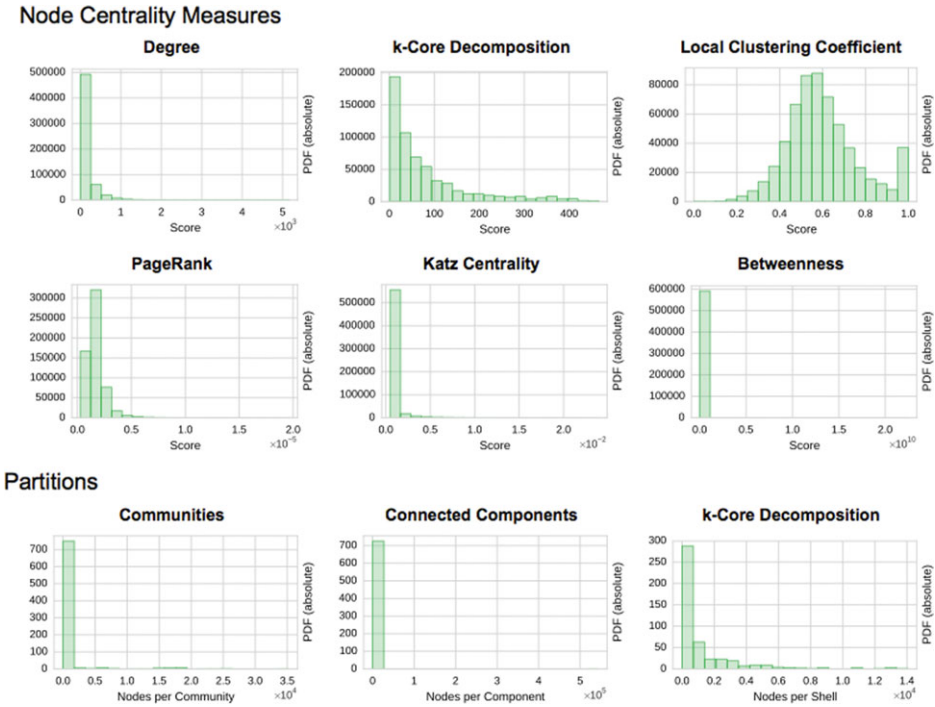 Node Centrality Measures
Degree
k-Core Decomposition
Local Clustering Coefficient
500000
400000
300000
200000
100000
0
0 1 2 3 4 5
Score
×10³
PDF (absolute)
200000
150000
100000
50000
0
0 100 200 300 400
Score
PDF (absolute)
80000
60000
40000
20000
0
0.0 0.2 0.4 0.6 0.8 1.0
Score
PDF (absolute)
PageRank
Katz Centrality
Betweenness
300000
250000
200000
150000
100000
50000
0
0.0 0.5 1.0 1.5 2.0
Score
×10⁻⁵
PDF (absolute)
500000
400000
300000
200000
100000
0
0.0 0.5 1.0 1.5 2.0
Score
×10⁻²
PDF (absolute)
600000
500000
400000
300000
200000
100000
0
0.0 0.5 1.0 1.5 2.0
Score
×10¹⁰
PDF (absolute)
Partitions
Communities
Connected Components
k-Core Decomposition
700
600
500
400
300
200
100
0
0.0 0.5 1.0 1.5 2.0 2.5 3.0 3.5
Nodes per Community
×10⁴
PDF (absolute)
700
600
500
400
300
200
100
0
0 1 2 3 4 5
Nodes per Component
×10⁵
PDF (absolute)
300
250
200
150
100
50
0
0.0 0.2 0.4 0.6 0.8 1.0 1.2 1.4
Nodes per Shell
×10⁴
PDF (absolute)